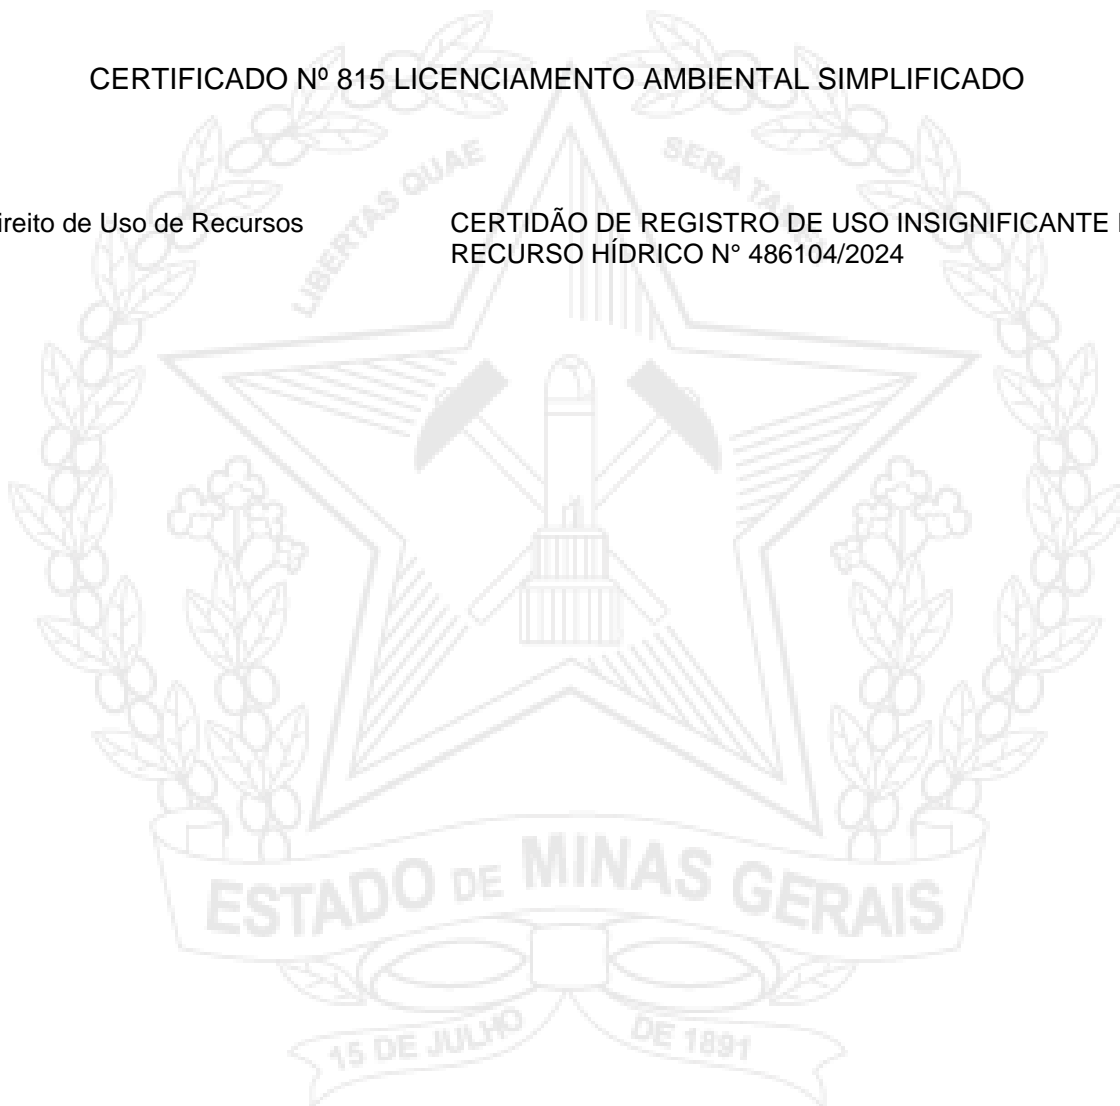 CERTIFICADO Nº 815 LICENCIAMENTO AMBIENTAL SIMPLIFICADO
LIBERTAS QUAE SERA TAMEN
ireito de Uso de Recursos
CERTIDÃO DE REGISTRO DE USO INSIGNIFICANTE
RECURSO HÍDRICO N° 486104/2024
ESTADO DE MINAS GERAIS
15 DE JULHO DE 1891